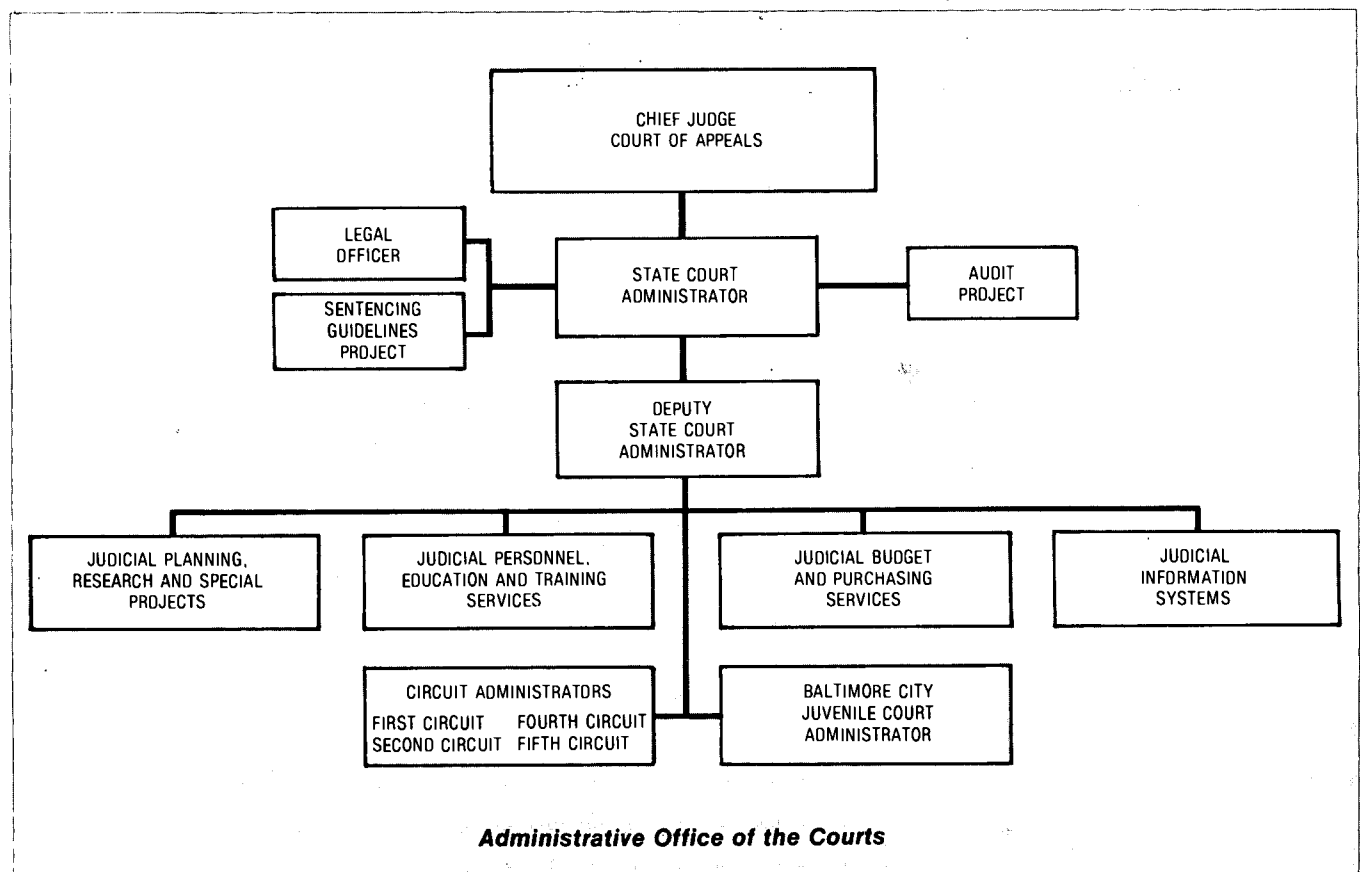 CHIEF JUDGE
COURT OF APPEALS
LEGAL
OFFICER
SENTENCING
GUIDELINES
PROJECT
STATE COURT
ADMINISTRATOR
AUDIT
PROJECT
DEPUTY
STATE COURT
ADMINISTRATOR
JUDICIAL PLANNING,
RESEARCH AND SPECIAL
PROJECTS
JUDICIAL PERSONNEL,
EDUCATION AND TRAINING
SERVICES
JUDICIAL BUDGET
AND PURCHASING
SERVICES
JUDICIAL
INFORMATION
SYSTEMS
CIRCUIT ADMINISTRATORS
FIRST CIRCUIT FOURTH CIRCUIT
SECOND CIRCUIT FIFTH CIRCUIT
BALTIMORE CITY
JUVENILE COURT
ADMINISTRATOR
Administrative Office of the Courts